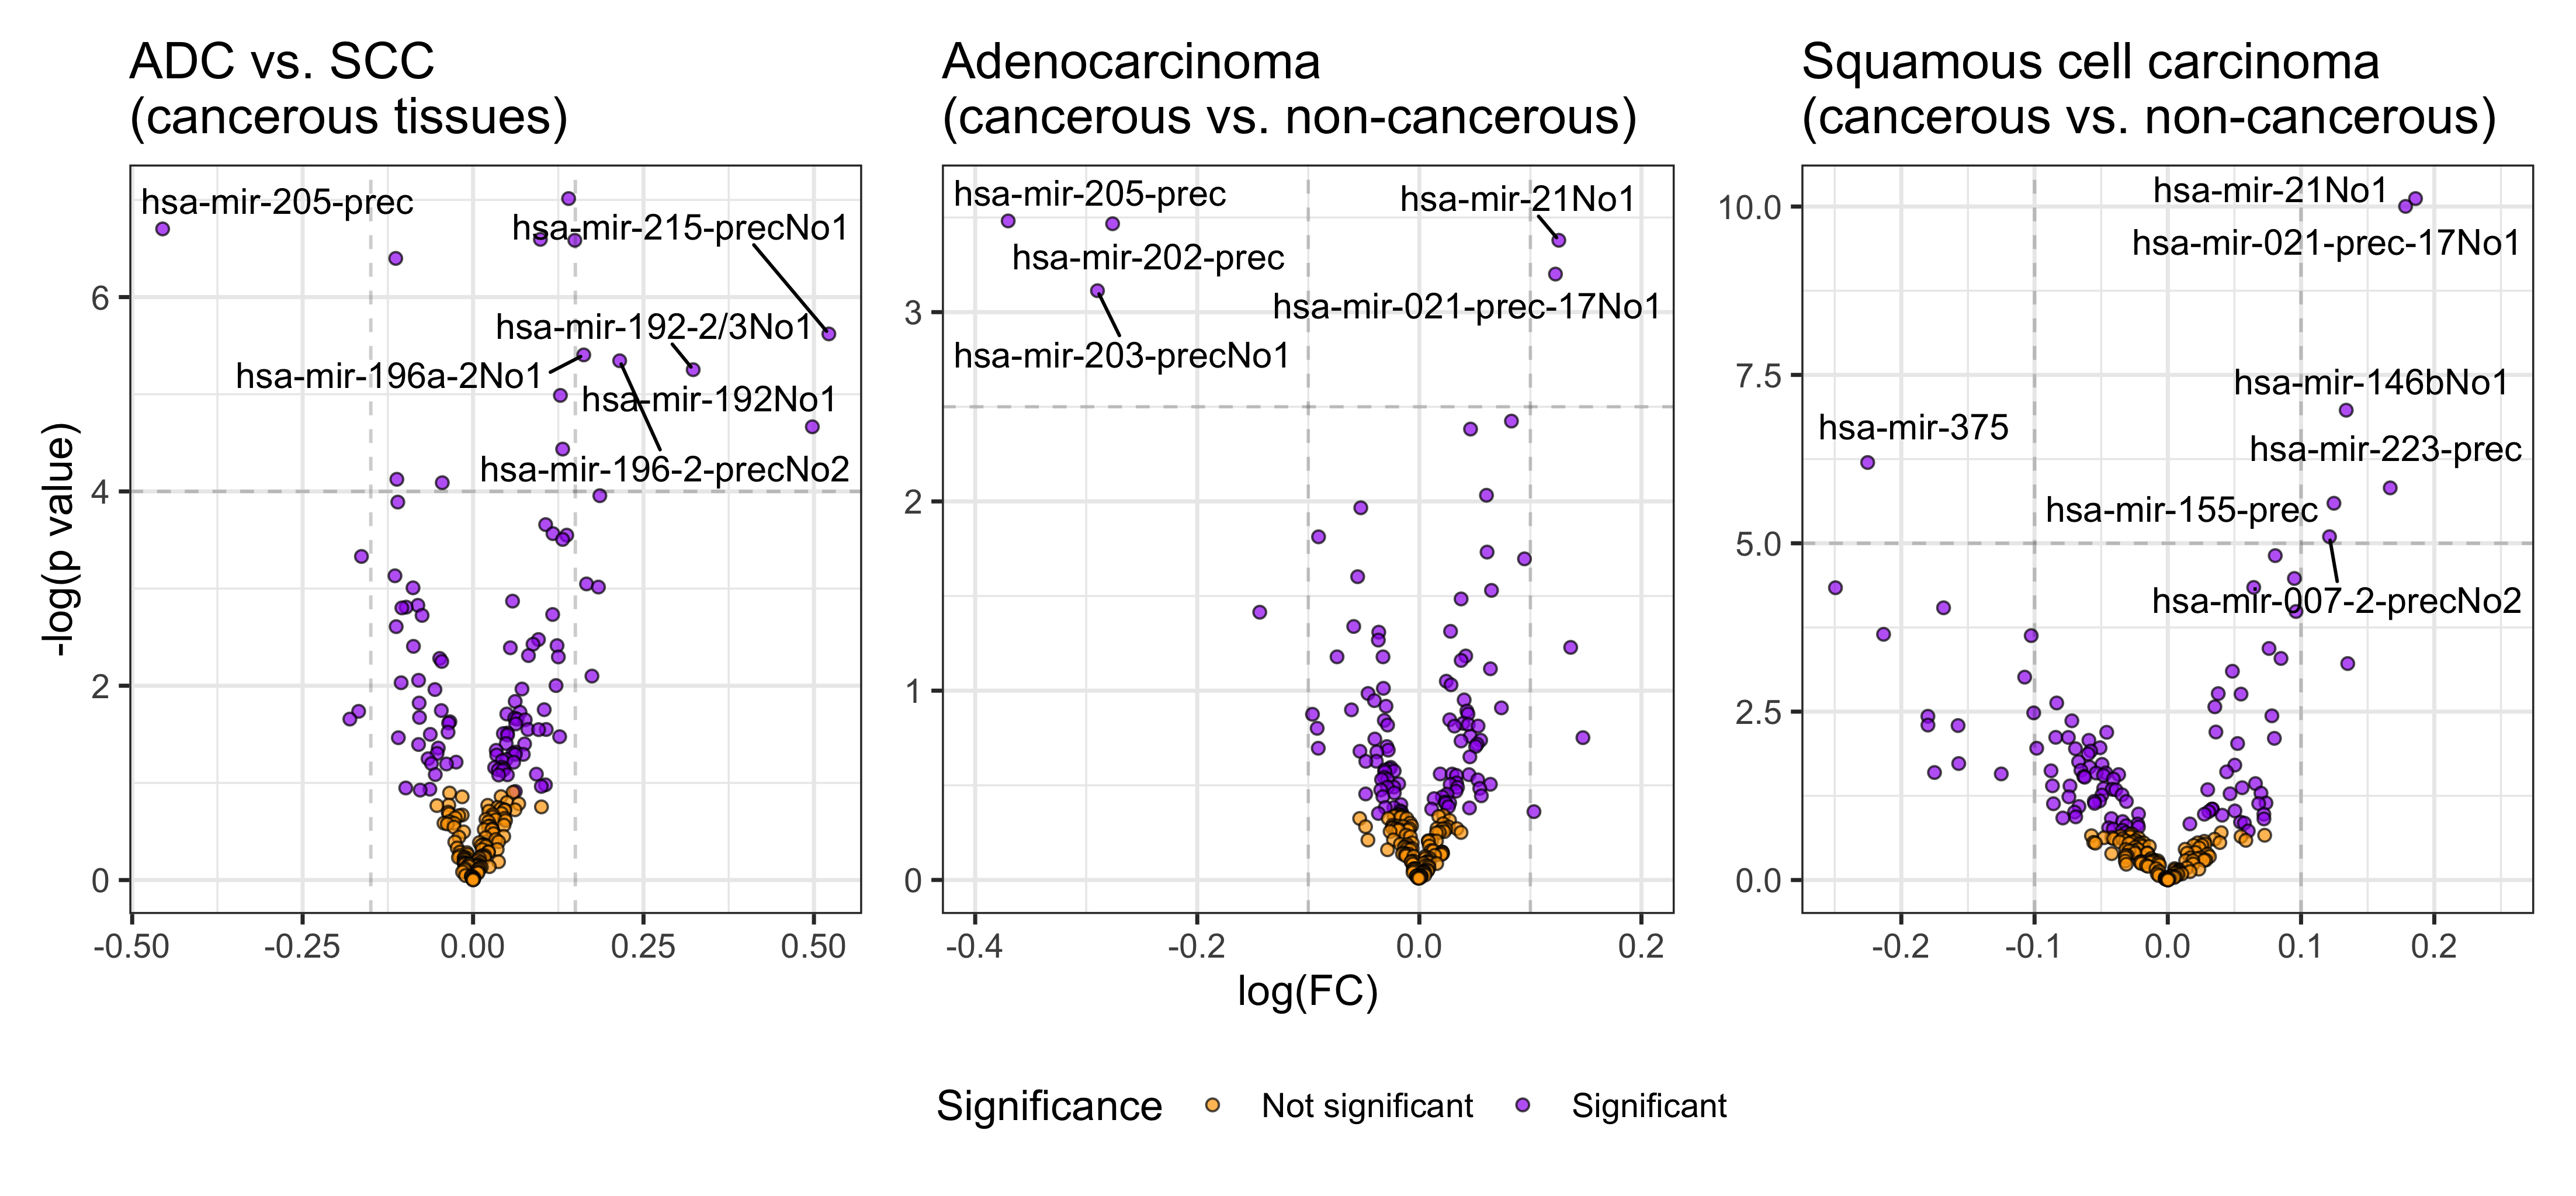 ADC vs. SCC
(cancerous tissues)
Adenocarcinoma
(cancerous vs. non-cancerous)
Squamous cell carcinoma
(cancerous vs. non-cancerous)
-log(p value)
6
4
2
0
hsa-mir-205-prec
hsa-mir-215-precNo1
hsa-mir-192-2/3No1
hsa-mir-196a-2No1
hsa-mir-192No1
hsa-mir-196-2-precNo2
-0.50
-0.25
0.00
0.25
0.50
3
2
1
0
hsa-mir-205-prec
hsa-mir-21No1
hsa-mir-202-prec
hsa-mir-021-prec-17No1
hsa-mir-203-precNo1
-0.4
-0.2
0.0
0.2
10.0
7.5
5.0
2.5
0.0
hsa-mir-21No1
hsa-mir-021-prec-17No1
hsa-mir-146bNo1
hsa-mir-375
hsa-mir-223-prec
hsa-mir-155-prec
hsa-mir-007-2-precNo2
-0.2
-0.1
0.0
0.1
0.2
log(FC)
Significance
Not significant
Significant